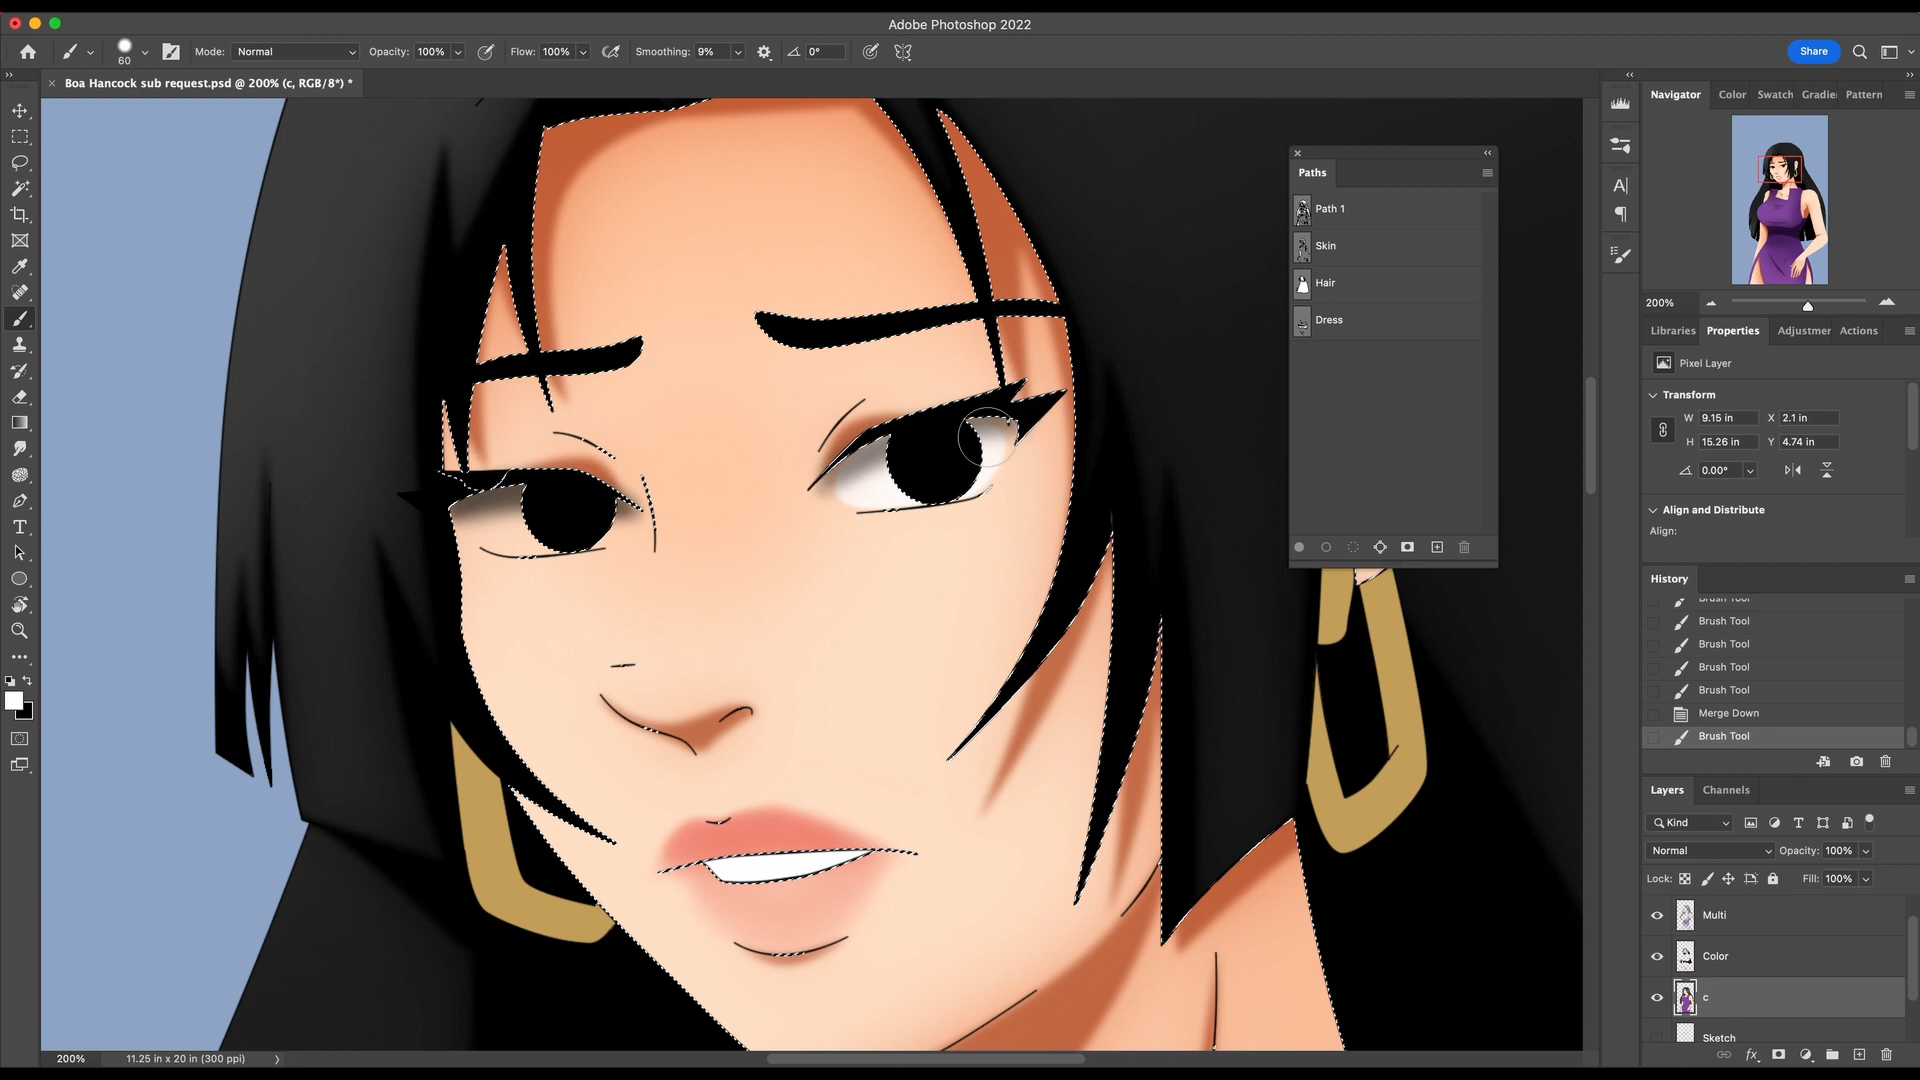 Adobe Photoshop 2022
60
Mode: Normal
Opacity: 100%
Flow: 100%
Smoothing: 9%
0°
Share
× Boa Hancock sub request.psd @ 200% (c, RGB/8*) *
Navigator Color Swatch Gradie Pattern
Paths
Path 1
Skin
Hair
Dress
200%
Libraries Properties Adjustmer Actions
Pixel Layer
Transform
W 9.15 in X 2.1 in
H 15.26 in Y 4.74 in
0.00°
Align and Distribute
Align:
History
Brush Tool
Brush Tool
Brush Tool
Brush Tool
Brush Tool
Merge Down
Brush Tool
Layers Channels
Kind
Normal Opacity: 100%
Lock: Fill: 100%
Multi
Color
c
Sketch
200% 11.25 in x 20 in (300 ppi)